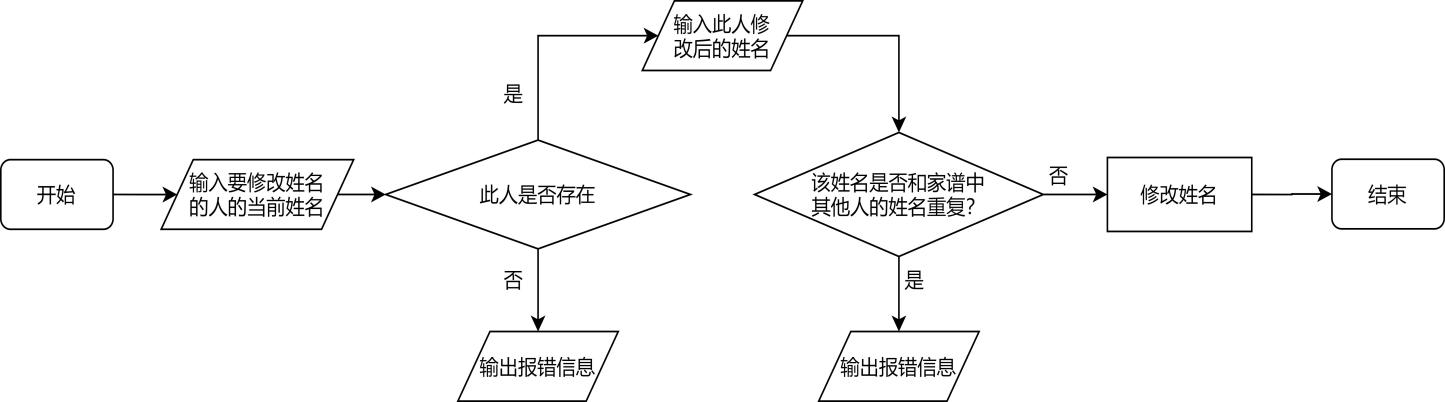 开始
输入要修改姓名
的人的当前姓名
此人是否存在
是
否
输出报错信息
输入此人修
改后的姓名
该姓名是否和家谱中
其他人的姓名重复?
是
输出报错信息
否
修改姓名
结束